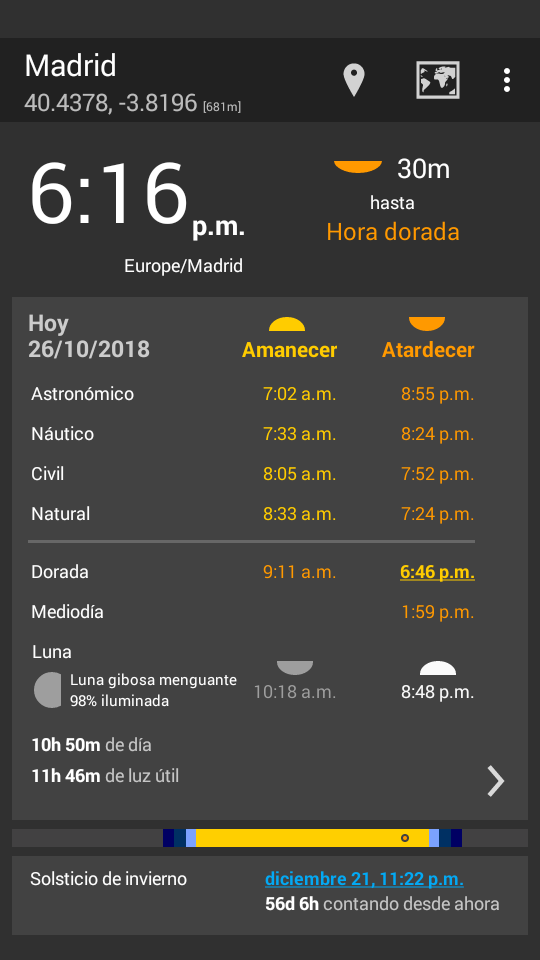 Madrid
40.4378, -3.8196 [681m]
6:16 p.m.
Europe/Madrid
30m
hasta
Hora dorada
Hoy
26/10/2018
Amanecer Atardecer
Astronómico 7:02 a.m. 8:55 p.m.
Náutico 7:33 a.m. 8:24 p.m.
Civil 8:05 a.m. 7:52 p.m.
Natural 8:33 a.m. 7:24 p.m.
Dorada 9:11 a.m. 6:46 p.m.
Mediodía 1:59 p.m.
Luna
Luna gibosa menguante
98% iluminada
10:18 a.m. 8:48 p.m.
10h 50m de día
11h 46m de luz útil
Solsticio de invierno diciembre 21, 11:22 p.m.
56d 6h contando desde ahora